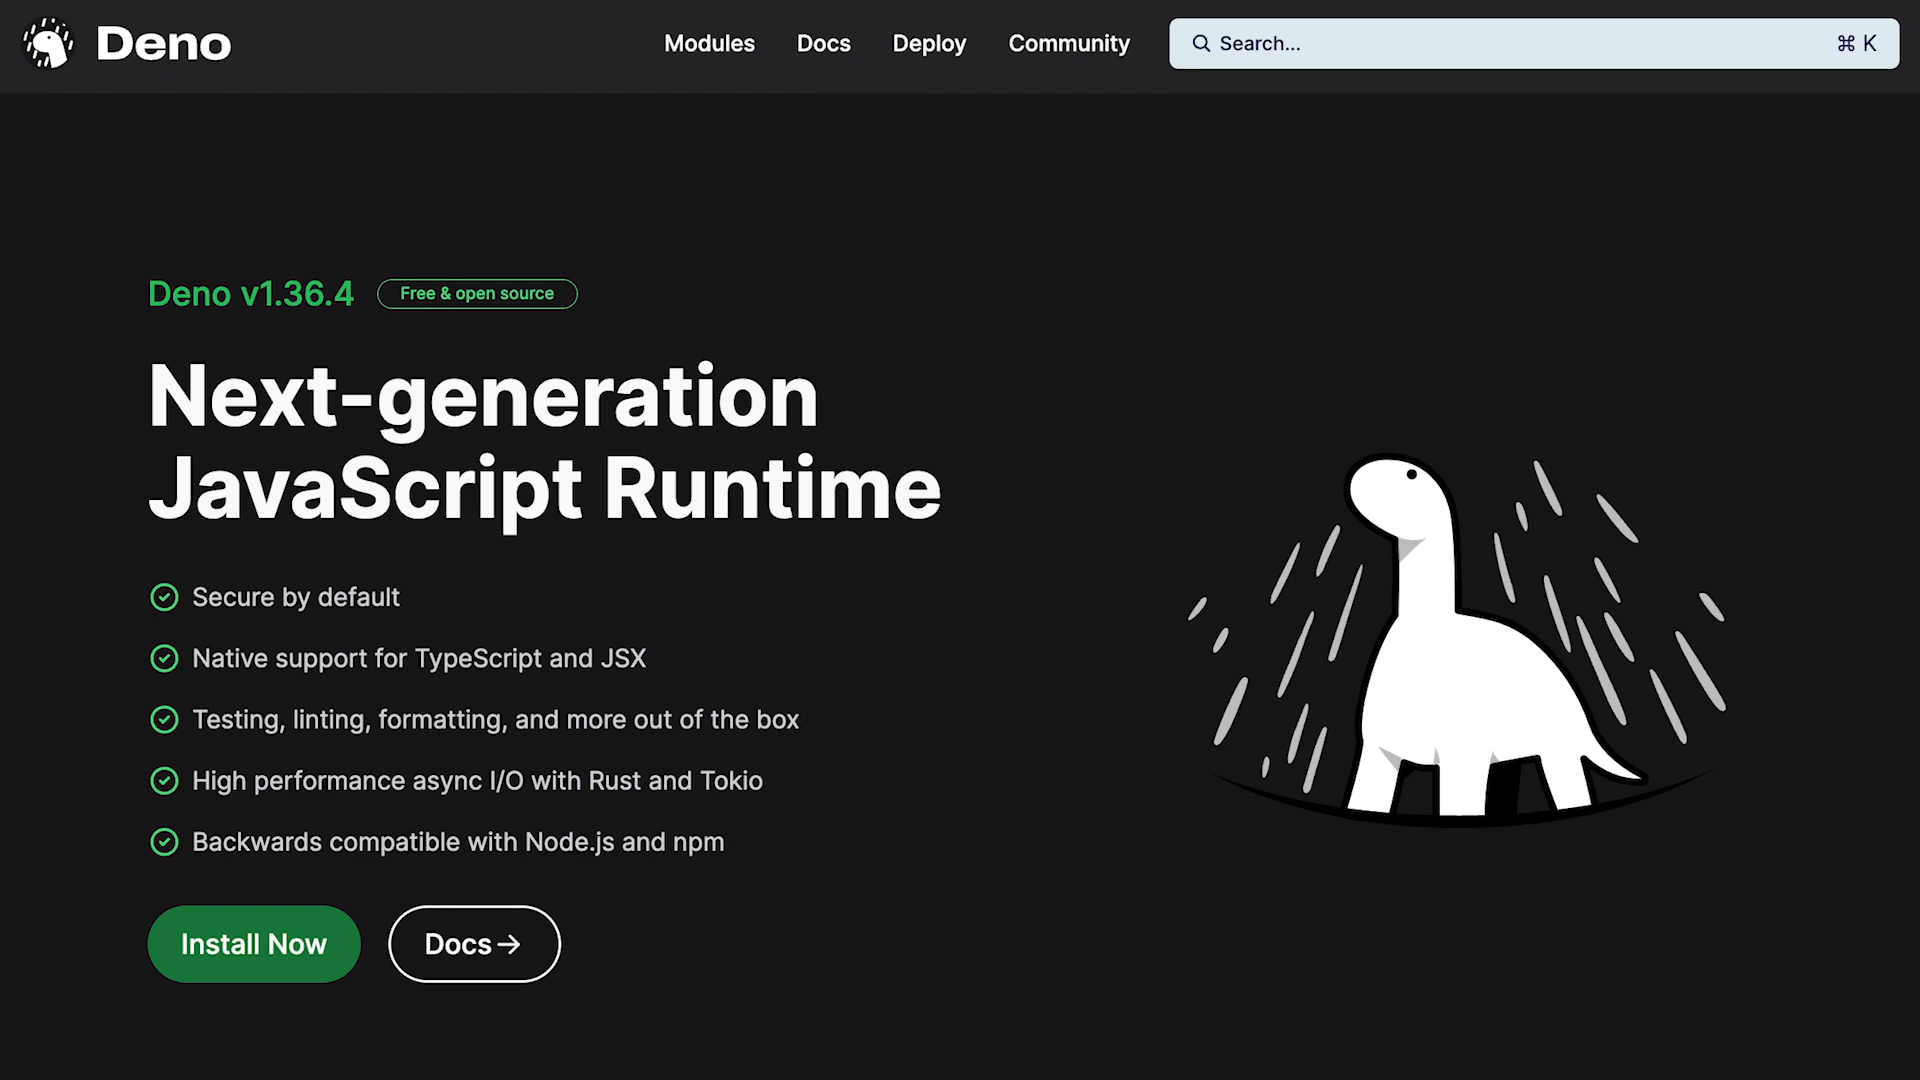 Deno
Modules
Docs
Deploy
Community
Search...
⌘ K
Deno v1.36.4
Free & open source
Next-generation
JavaScript Runtime
Secure by default
Native support for TypeScript and JSX
Testing, linting, formatting, and more out of the box
High performance async I/O with Rust and Tokio
Backwards compatible with Node.js and npm
Install Now
Docs →